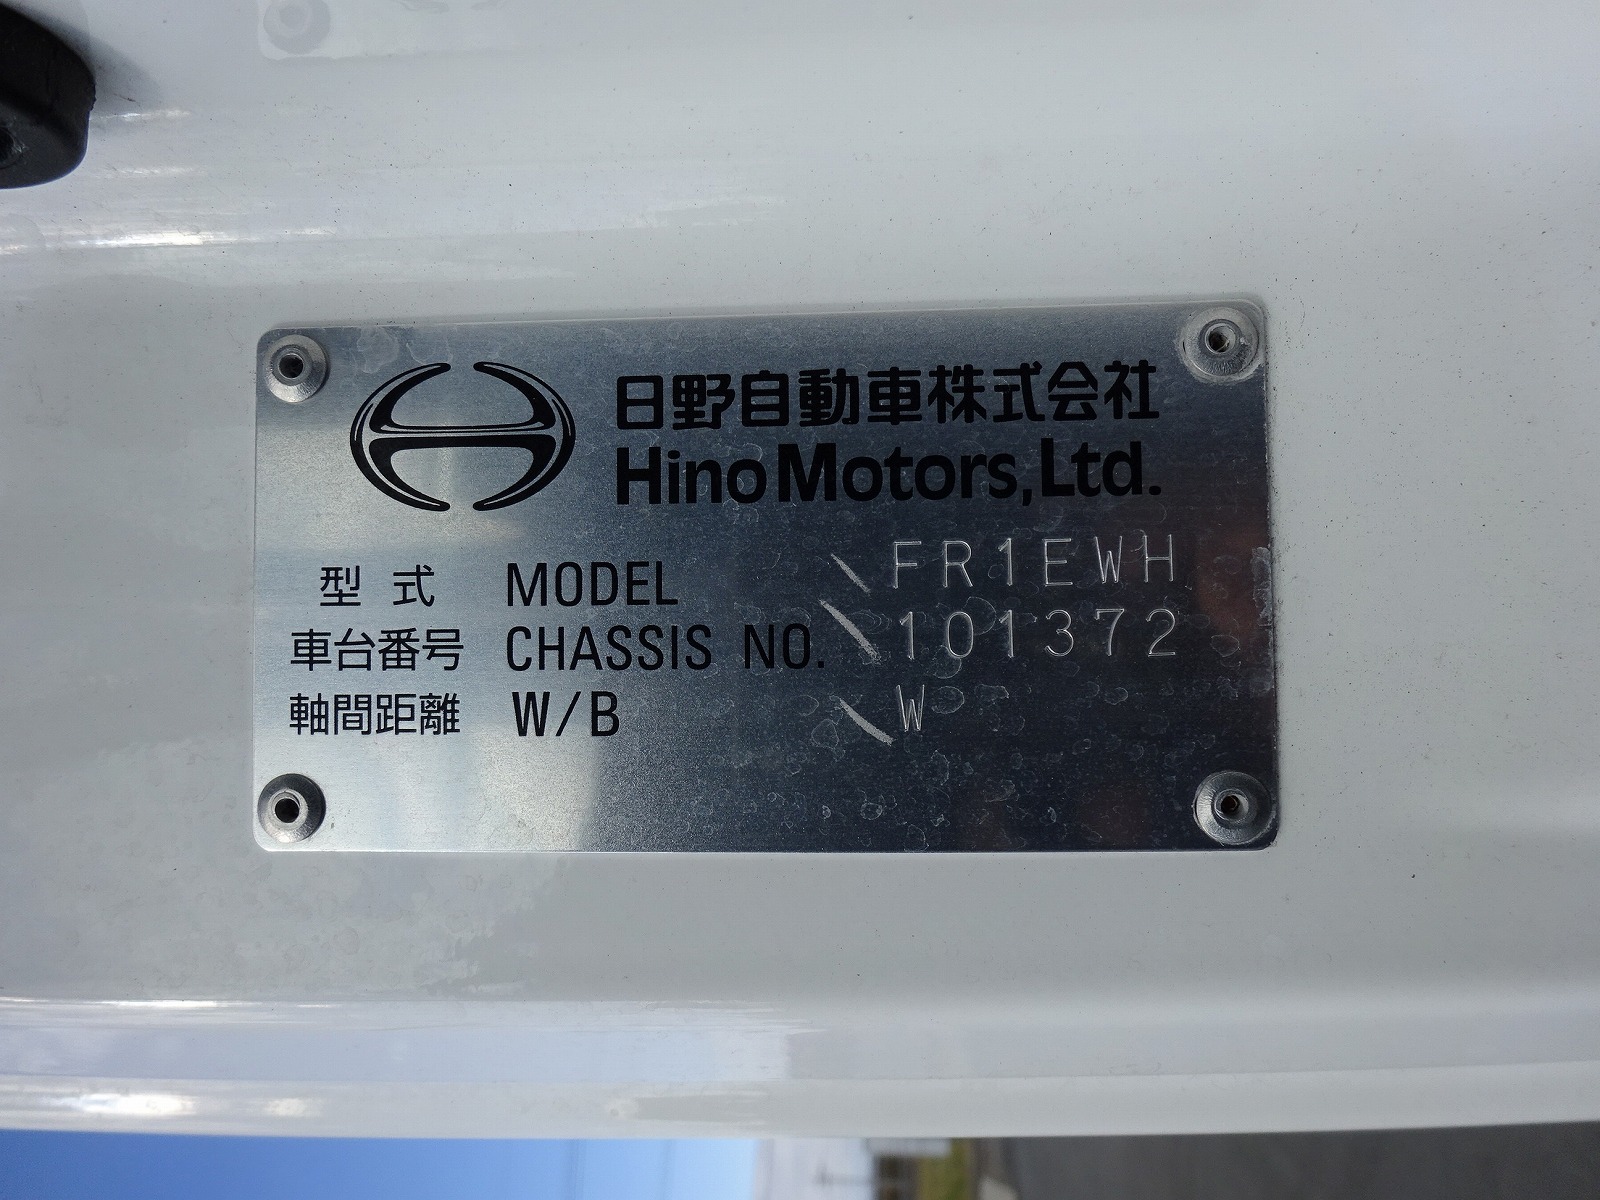 日野自動車株式会社
Hino Motors, Ltd.
型式 MODEL FR1EWH
車台番号 CHASSIS NO. 101372
軸間距離 W/B W